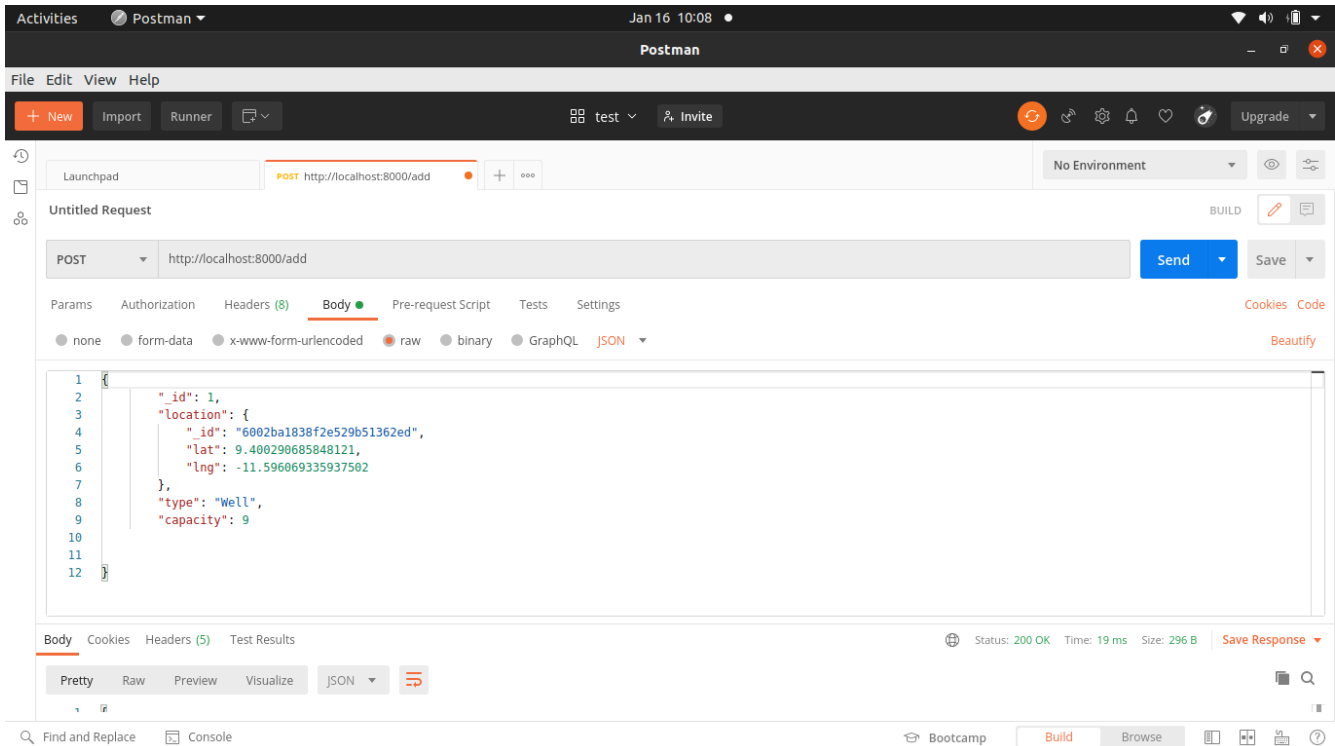 Activities Postman Jan 16 10:08
Postman
File Edit View Help
+ New Import Runner test Invite Upgrade
Launchpad POST http://localhost:8000/add No Environment
Untitled Request BUILD
POST http://localhost:8000/add Send Save
Params Authorization Headers (8) Body Pre-request Script Tests Settings Cookies Code
none form-data x-www-form-urlencoded raw binary GraphQL JSON Beautify
1 {
2 "_id": 1,
3 "location": {
4 "_id": "6002ba1838f2e529b51362ed",
5 "lat": 9.400290685848121,
6 "lng": -11.596069335937502
7 },
8 "type": "Well",
9 "capacity": 9
10
11
12 }
Body Cookies Headers (5) Test Results Status: 200 OK Time: 19 ms Size: 296 B Save Response
Pretty Raw Preview Visualize JSON
1 {
Find and Replace Console Bootcamp Build Browse